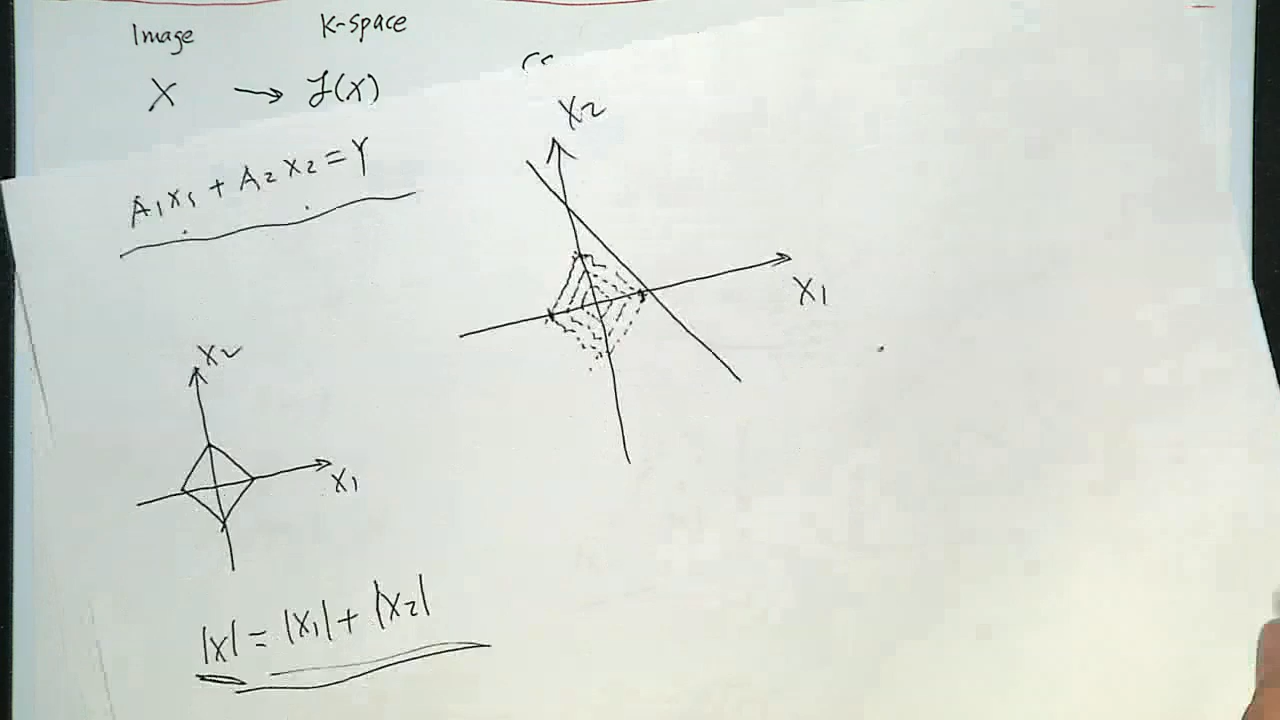 Image K-space
X → F(X)
A1X1 + A2X2 = Y
X2
X1
X2
X1
|X| = |X1| + |X2|